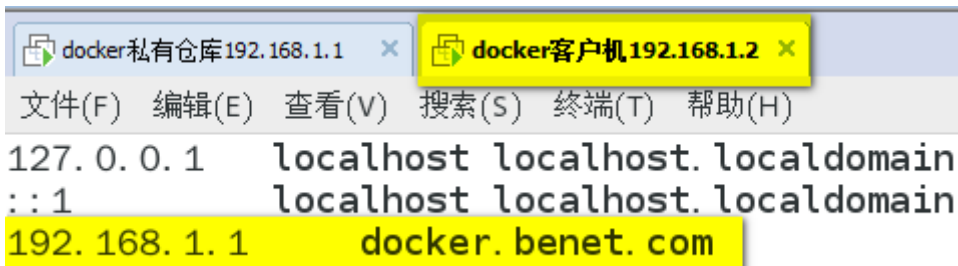 docker私有仓库192.168.1.1 × docker客户机192.168.1.2 ×
文件(F) 编辑(E) 查看(V) 搜索(S) 终端(T) 帮助(H)
127.0.0.1 localhost localhost.localdomain
::1 localhost localhost.localdomain
192.168.1.1 docker.benet.com